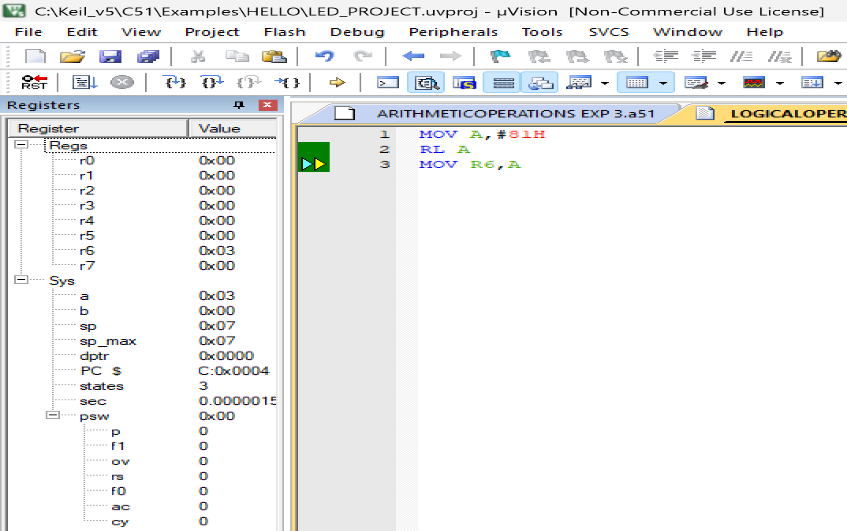 C:\Keil_v5\C51\Examples\HELLO\LED_PROJECT.uvproj - µVision [Non-Commercial Use License]
File Edit View Project Flash Debug Peripherals Tools SVCS Window Help
RST
Registers
ARITHMETICOPERATIONS EXP 3.a51 LOGICALOPER
Register Value
Regs
r0 0x00
r1 0x00
r2 0x00
r3 0x00
r4 0x00
r5 0x00
r6 0x03
r7 0x00
Sys
a 0x03
b 0x00
sp 0x07
sp_max 0x07
dptr 0x0000
PC $ C:0x0004
states 3
sec 0.0000015
psw 0x00
p 0
f1 0
ov 0
rs 0
f0 0
ac 0
cy 0
1 MOV A,#81H
2 RL A
3 MOV R6,A